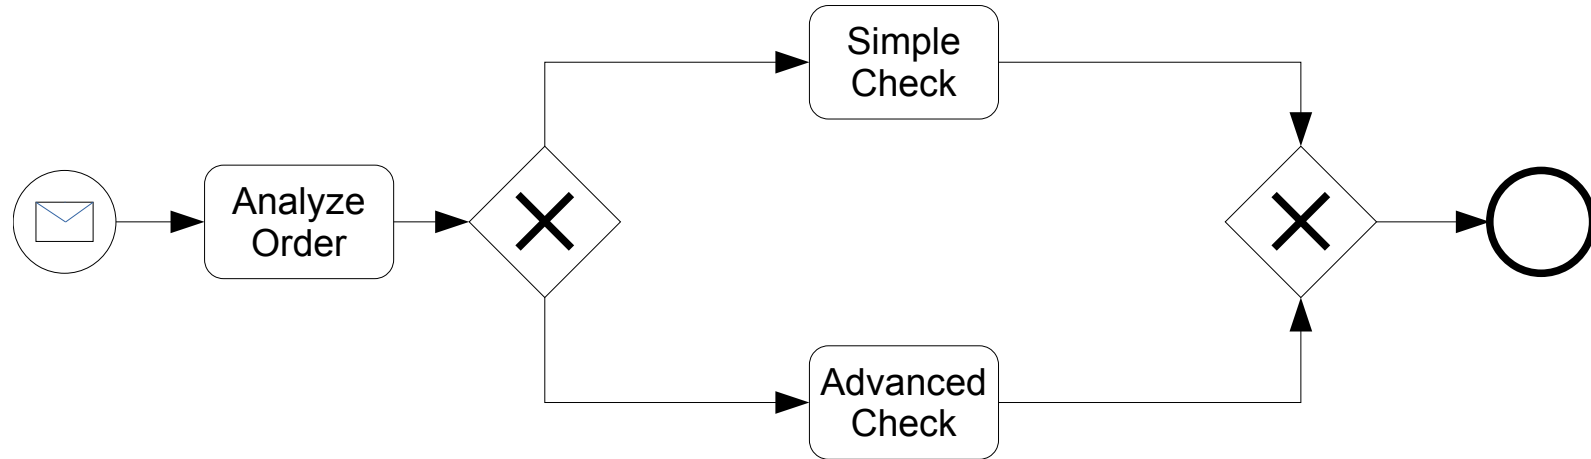 Simple
Check
Analyze
Order
Advanced
Check